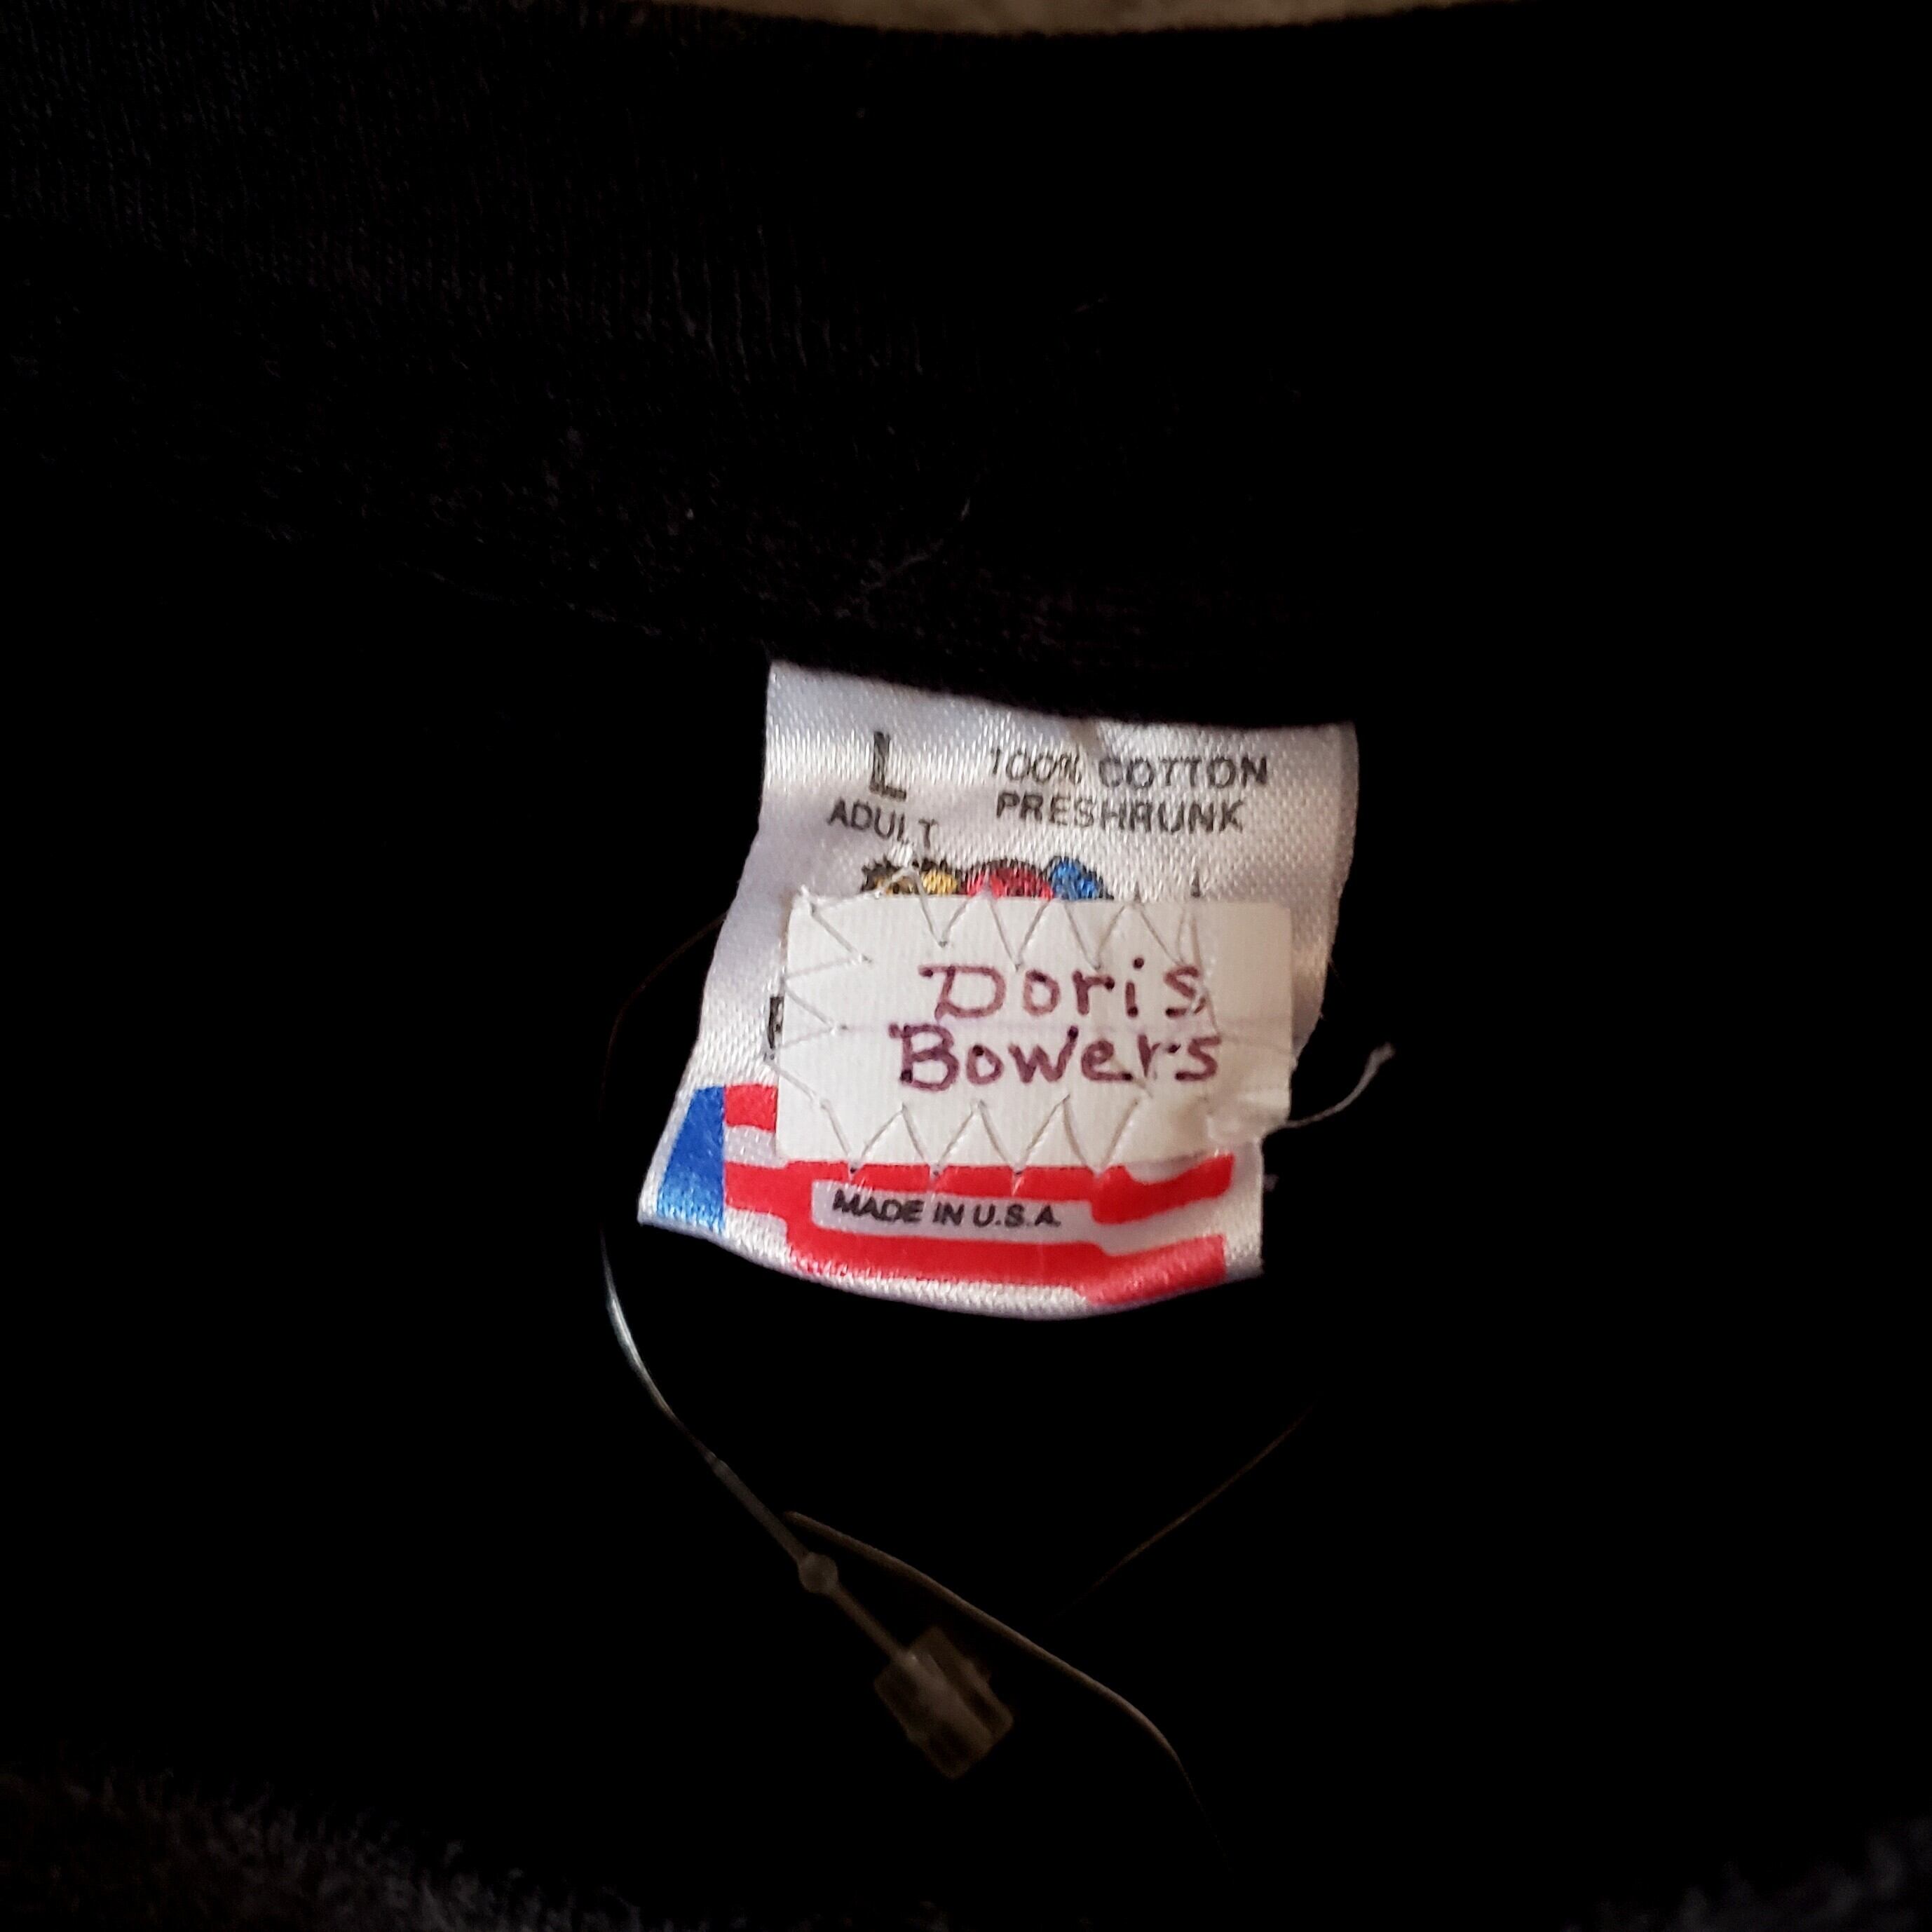 L
100% COTTON
ADULT
PRESHRUNK
Doris
Bowers
MADE IN U.S.A.